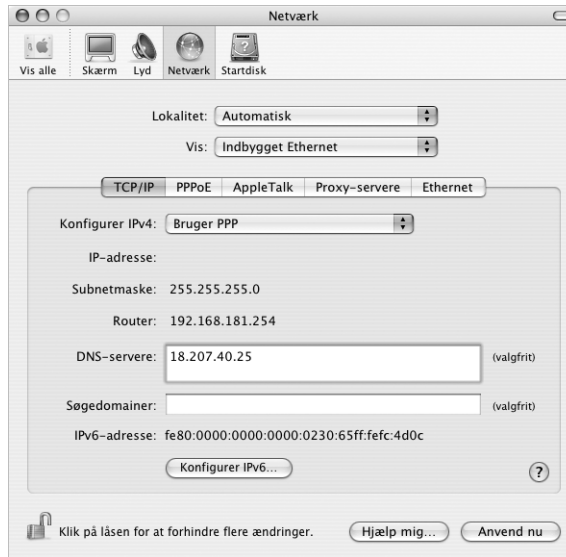 Netværk
Vis alle
Skærm
Lyd
Netværk
Startdisk
Lokalitet: Automatisk
Vis: Indbygget Ethernet
TCP/IP PPPoE AppleTalk Proxy-servere Ethernet
Konfigurer IPv4: Bruger PPP
IP-adresse:
Subnetmaske: 255.255.255.0
Router: 192.168.181.254
DNS-servere: 18.207.40.25 (valgfrit)
Søgedomainer: (valgfrit)
IPv6-adresse: fe80:0000:0000:0000:0230:65ff:fefc:4d0c
Konfigurer IPv6...
?
Klik på låsen for at forhindre flere ændringer. Hjælp mig... Anvend nu